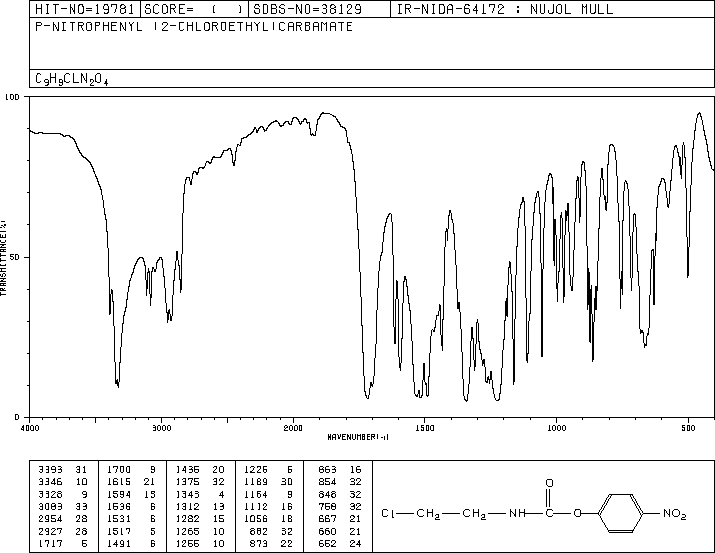 HIT-NO=19781 SCORE= ( ) SDBS-NO=38129 IR-NIDA-64172 : NUJOL MULL
P-NITROPHENYL (2-CHLOROETHYL)CARBAMATE
C9H9CLN2O4
100
50
0
TRANSMITTANCE(%)
4000 3000 2000 1500 1000 500
WAVENUMBER(-1)
3393 31 1700 9 1436 20 1226 5 863 16
3346 10 1615 21 1375 32 1189 30 854 32
3328 9 1594 15 1343 4 1164 9 848 32
3083 33 1536 6 1312 13 1112 16 758 32
2954 28 1531 6 1282 15 1056 18 667 21
2927 28 1517 5 1265 10 882 32 660 21
1717 5 1491 6 1255 10 873 22 652 24
O
Cl CH2 CH2 NH C O NO2